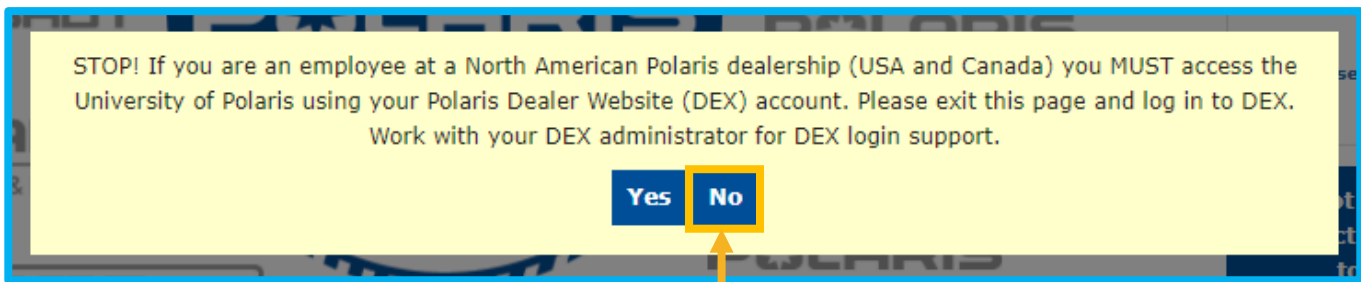 POLARIS
STOP! If you are an employee at a North American Polaris dealership (USA and Canada) you MUST access the
University of Polaris using your Polaris Dealer Website (DEX) account. Please exit this page and log in to DEX.
Work with your DEX administrator for DEX login support.
Yes No
POLARIS